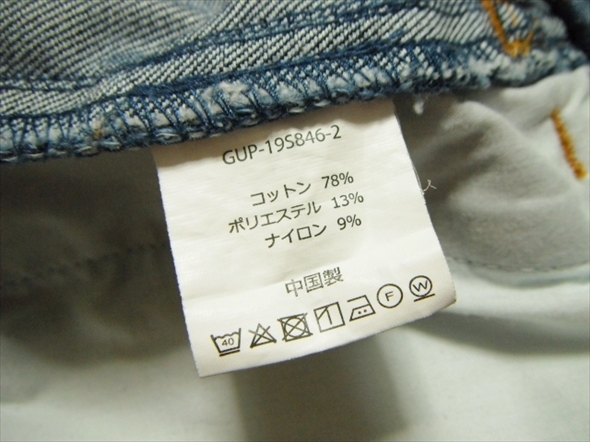 GUP-19S846-2
コットン 78%
ポリエステル 13%
ナイロン 9%
中国製
40 F W